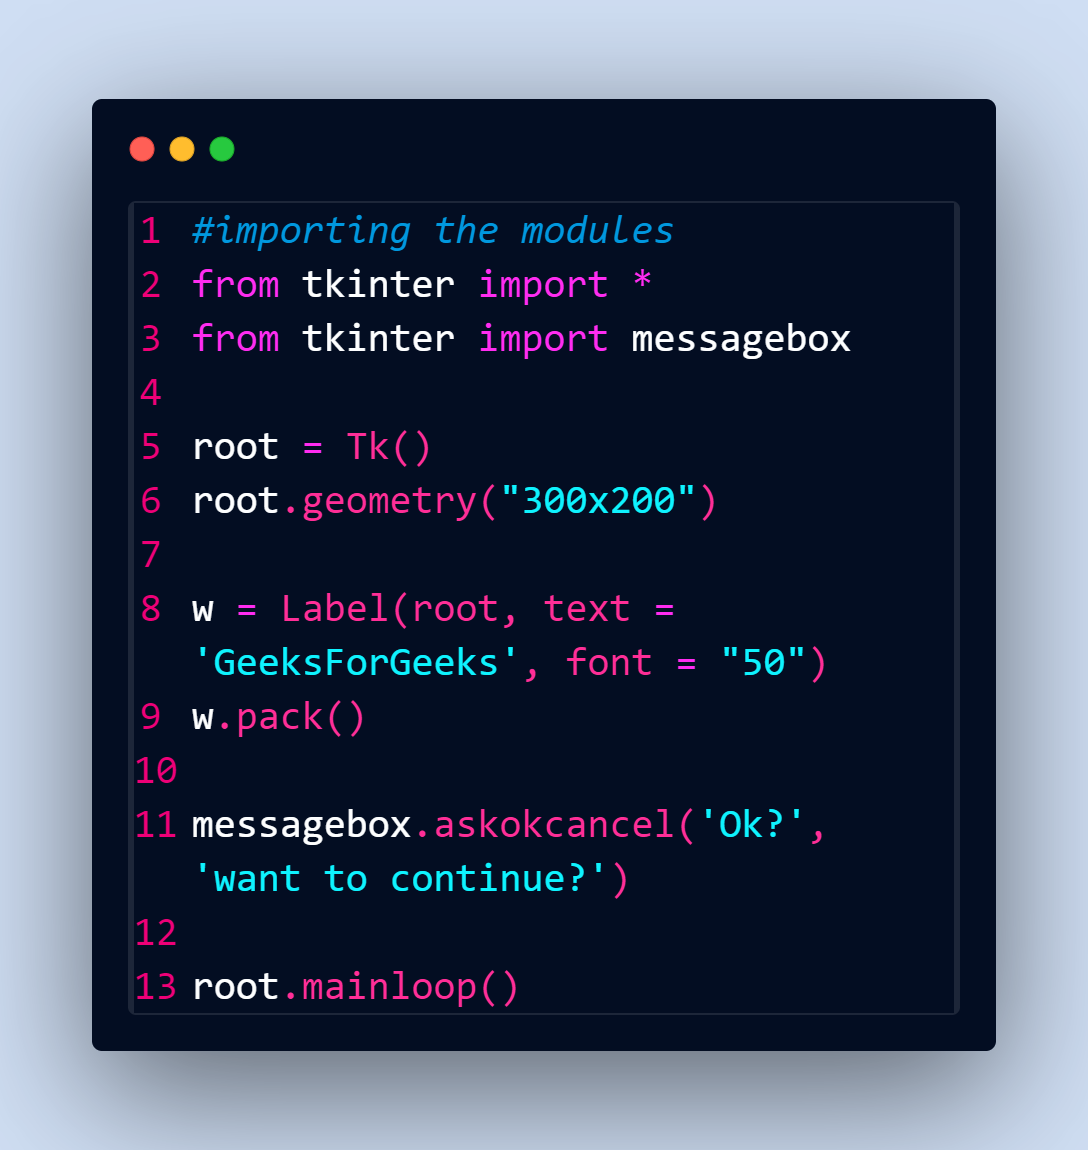 1 #importing the modules
2 from tkinter import *
3 from tkinter import messagebox
4
5 root = Tk()
6 root.geometry("300x200")
7
8 w = Label(root, text =
'GeeksForGeeks', font = "50")
9 w.pack()
10
11 messagebox.askokcancel('Ok?',
'want to continue?')
12
13 root.mainloop()